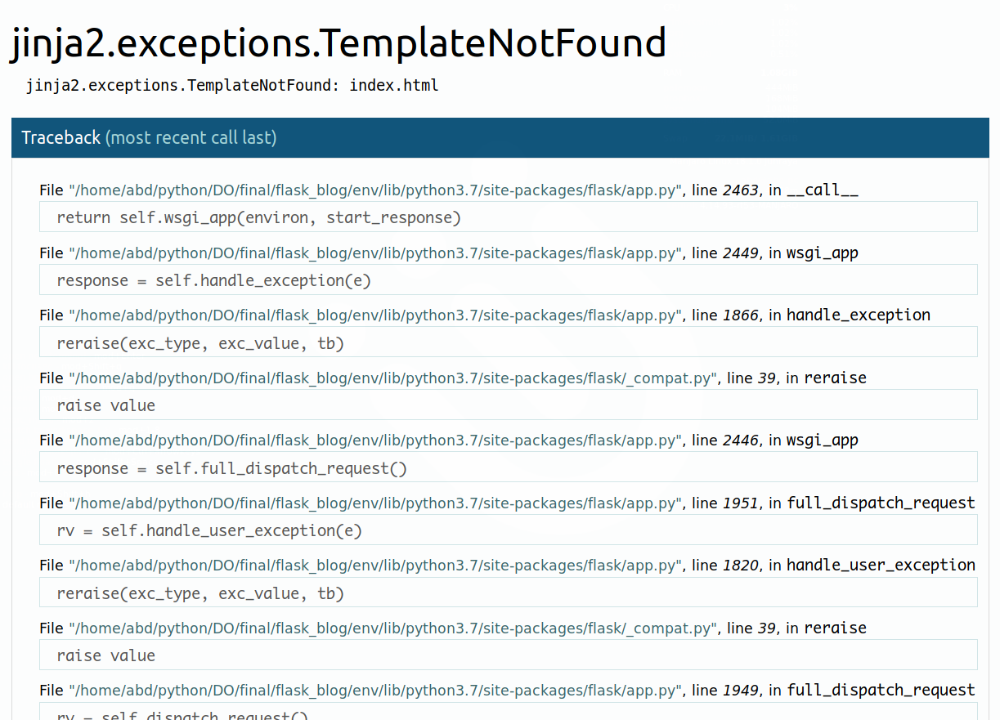 jinja2.exceptions.TemplateNotFound
jinja2.exceptions.TemplateNotFound: index.html
Traceback (most recent call last)
File "/home/abd/python/DO/final/flask_blog/env/lib/python3.7/site-packages/flask/app.py", line 2463, in __call__
return self.wsgi_app(environ, start_response)
File "/home/abd/python/DO/final/flask_blog/env/lib/python3.7/site-packages/flask/app.py", line 2449, in wsgi_app
response = self.handle_exception(e)
File "/home/abd/python/DO/final/flask_blog/env/lib/python3.7/site-packages/flask/app.py", line 1866, in handle_exception
reraise(exc_type, exc_value, tb)
File "/home/abd/python/DO/final/flask_blog/env/lib/python3.7/site-packages/flask/_compat.py", line 39, in reraise
raise value
File "/home/abd/python/DO/final/flask_blog/env/lib/python3.7/site-packages/flask/app.py", line 2446, in wsgi_app
response = self.full_dispatch_request()
File "/home/abd/python/DO/final/flask_blog/env/lib/python3.7/site-packages/flask/app.py", line 1951, in full_dispatch_request
rv = self.handle_user_exception(e)
File "/home/abd/python/DO/final/flask_blog/env/lib/python3.7/site-packages/flask/app.py", line 1820, in handle_user_exception
reraise(exc_type, exc_value, tb)
File "/home/abd/python/DO/final/flask_blog/env/lib/python3.7/site-packages/flask/_compat.py", line 39, in reraise
raise value
File "/home/abd/python/DO/final/flask_blog/env/lib/python3.7/site-packages/flask/app.py", line 1949, in full_dispatch_request
rv = self.dispatch_request()